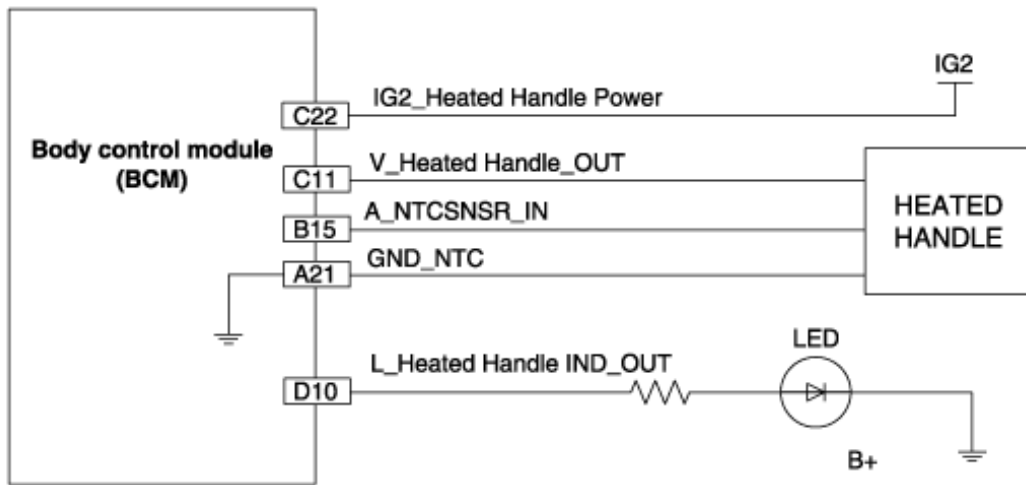 IG2
IG2_Heated Handle Power
C22
Body control module
(BCM)
V_Heated Handle_OUT
C11
A_NTCSNSR_IN
B15
HEATED
HANDLE
GND_NTC
A21
LED
L_Heated Handle IND_OUT
D10
B+